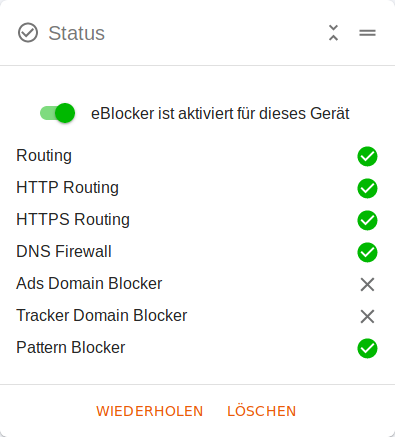 Status
eBlocker ist aktiviert für dieses Gerät
Routing
HTTP Routing
HTTPS Routing
DNS Firewall
Ads Domain Blocker
Tracker Domain Blocker
Pattern Blocker
WIEDERHOLEN LÖSCHEN